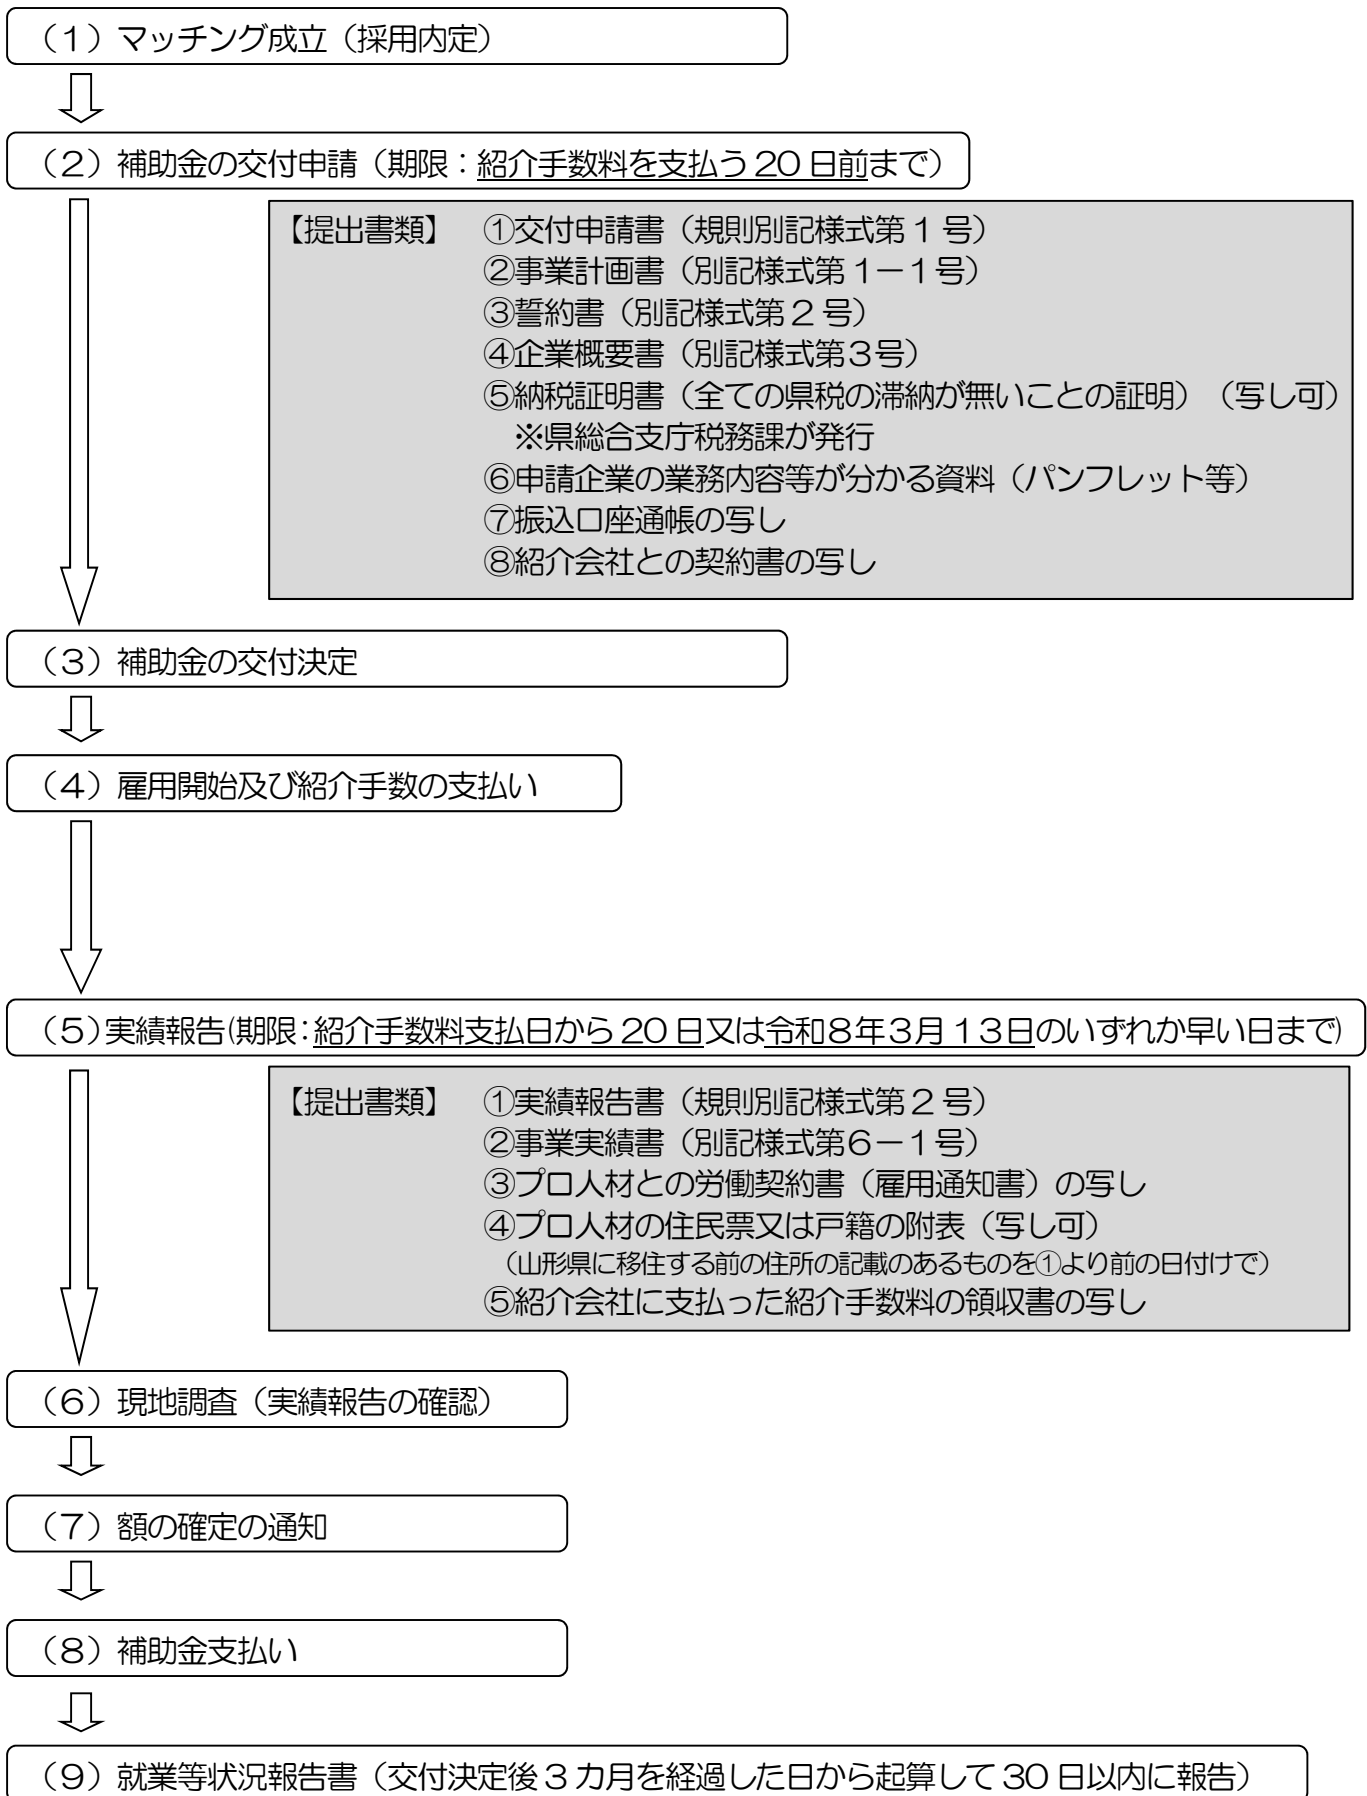 （１）マッチング成立（採用内定）
（２）補助金の交付申請（期限：紹介手数料を支払う 20 日前まで）
【提出書類】　①交付申請書（規則別記様式第１号）
②事業計画書（別記様式第１－１号）
③誓約書（別記様式第２号）
④企業概要書（別記様式第３号）
⑤納税証明書（全ての県税の滞納が無いことの証明）（写し可）
※県総合支庁税務課が発行
⑥申請企業の業務内容等が分かる資料（パンフレット等）
⑦振込口座通帳の写し
⑧紹介会社との契約書の写し
（３）補助金の交付決定
（４）雇用開始及び紹介手数の支払い
（５）実績報告(期限：紹介手数料支払日から 20 日又は令和８年３月１３日のいずれか早い日まで)
【提出書類】　①実績報告書（規則別記様式第２号）
②事業実績書（別記様式第６－１号）
③プロ人材との労働契約書（雇用通知書）の写し
④プロ人材の住民票又は戸籍の附表（写し可）
（山形県に移住する前の住所の記載のあるものを①より前の日付けで）
⑤紹介会社に支払った紹介手数料の領収書の写し
（６）現地調査（実績報告の確認）
（７）額の確定の通知
（８）補助金支払い
（９）就業等状況報告書（交付決定後３カ月を経過した日から起算して 30 日以内に報告）